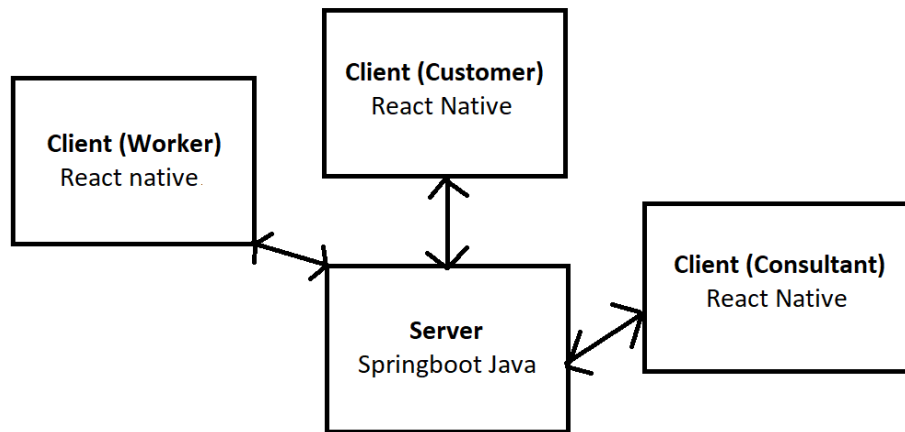 Client (Customer)
React Native
Client (Worker)
React native
Client (Consultant)
React Native
Server
Springboot Java